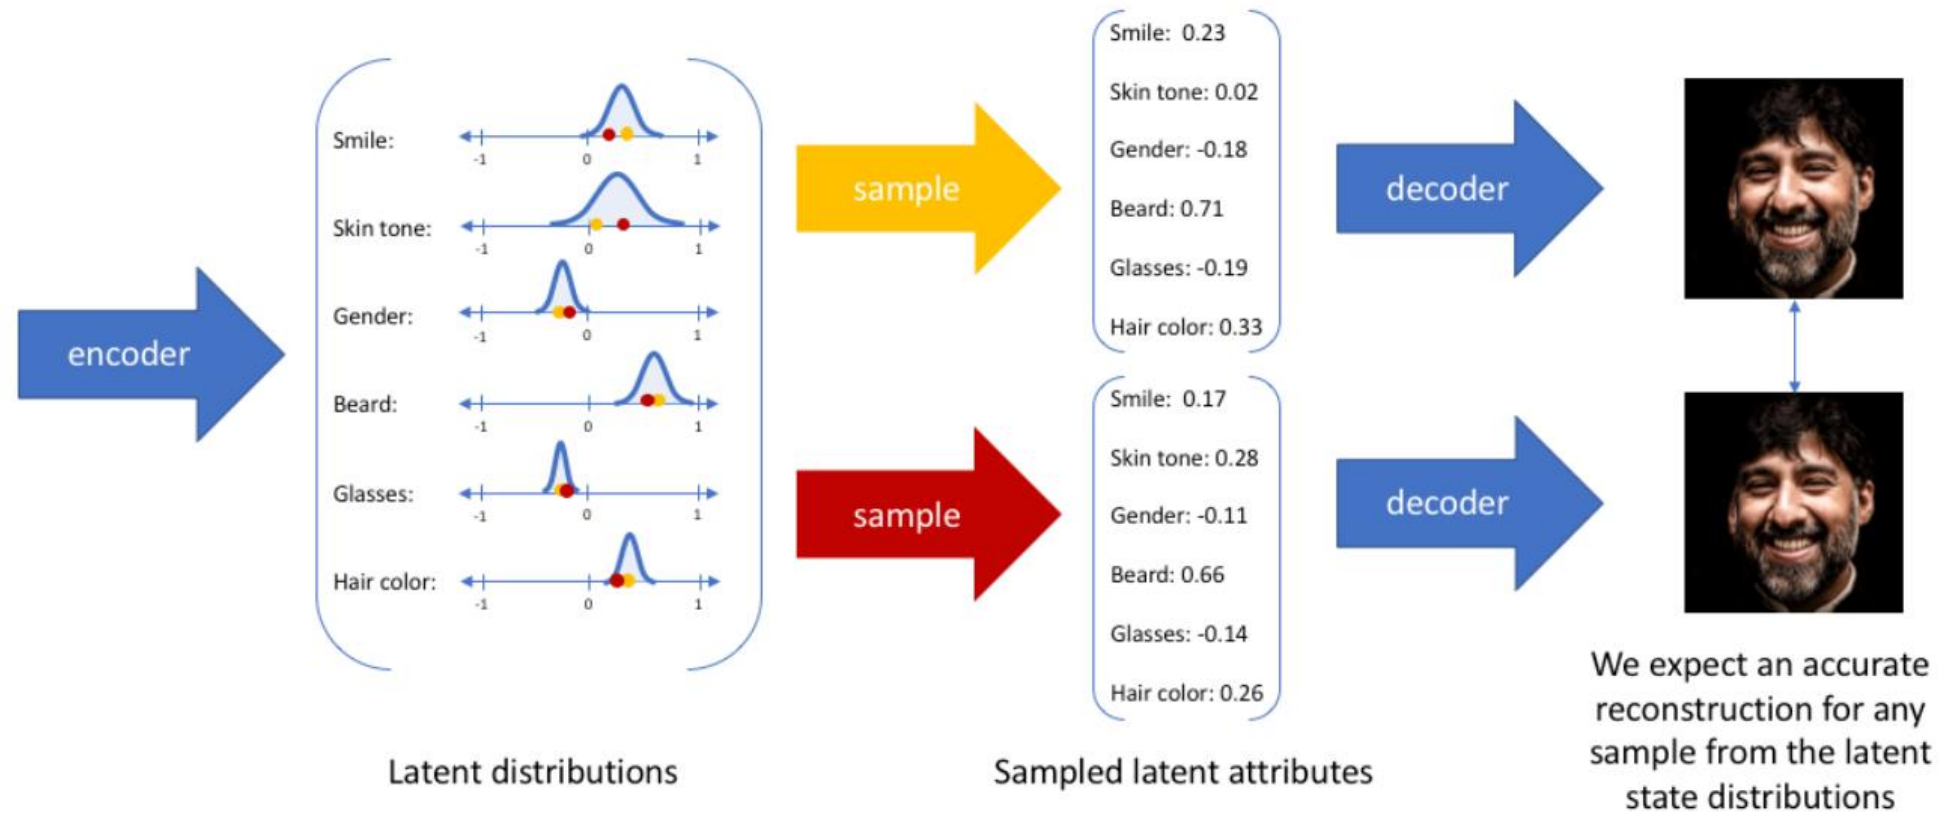 encoder
Smile:
-1 0 1
Skin tone:
-1 0 1
Gender:
-1 0 1
Beard:
-1 0 1
Glasses:
-1 0 1
Hair color:
-1 0 1
Latent distributions
sample
sample
Smile: 0.23
Skin tone: 0.02
Gender: -0.18
Beard: 0.71
Glasses: -0.19
Hair color: 0.33
Smile: 0.17
Skin tone: 0.28
Gender: -0.11
Beard: 0.66
Glasses: -0.14
Hair color: 0.26
Sampled latent attributes
decoder
decoder
We expect an accurate
reconstruction for any
sample from the latent
state distributions